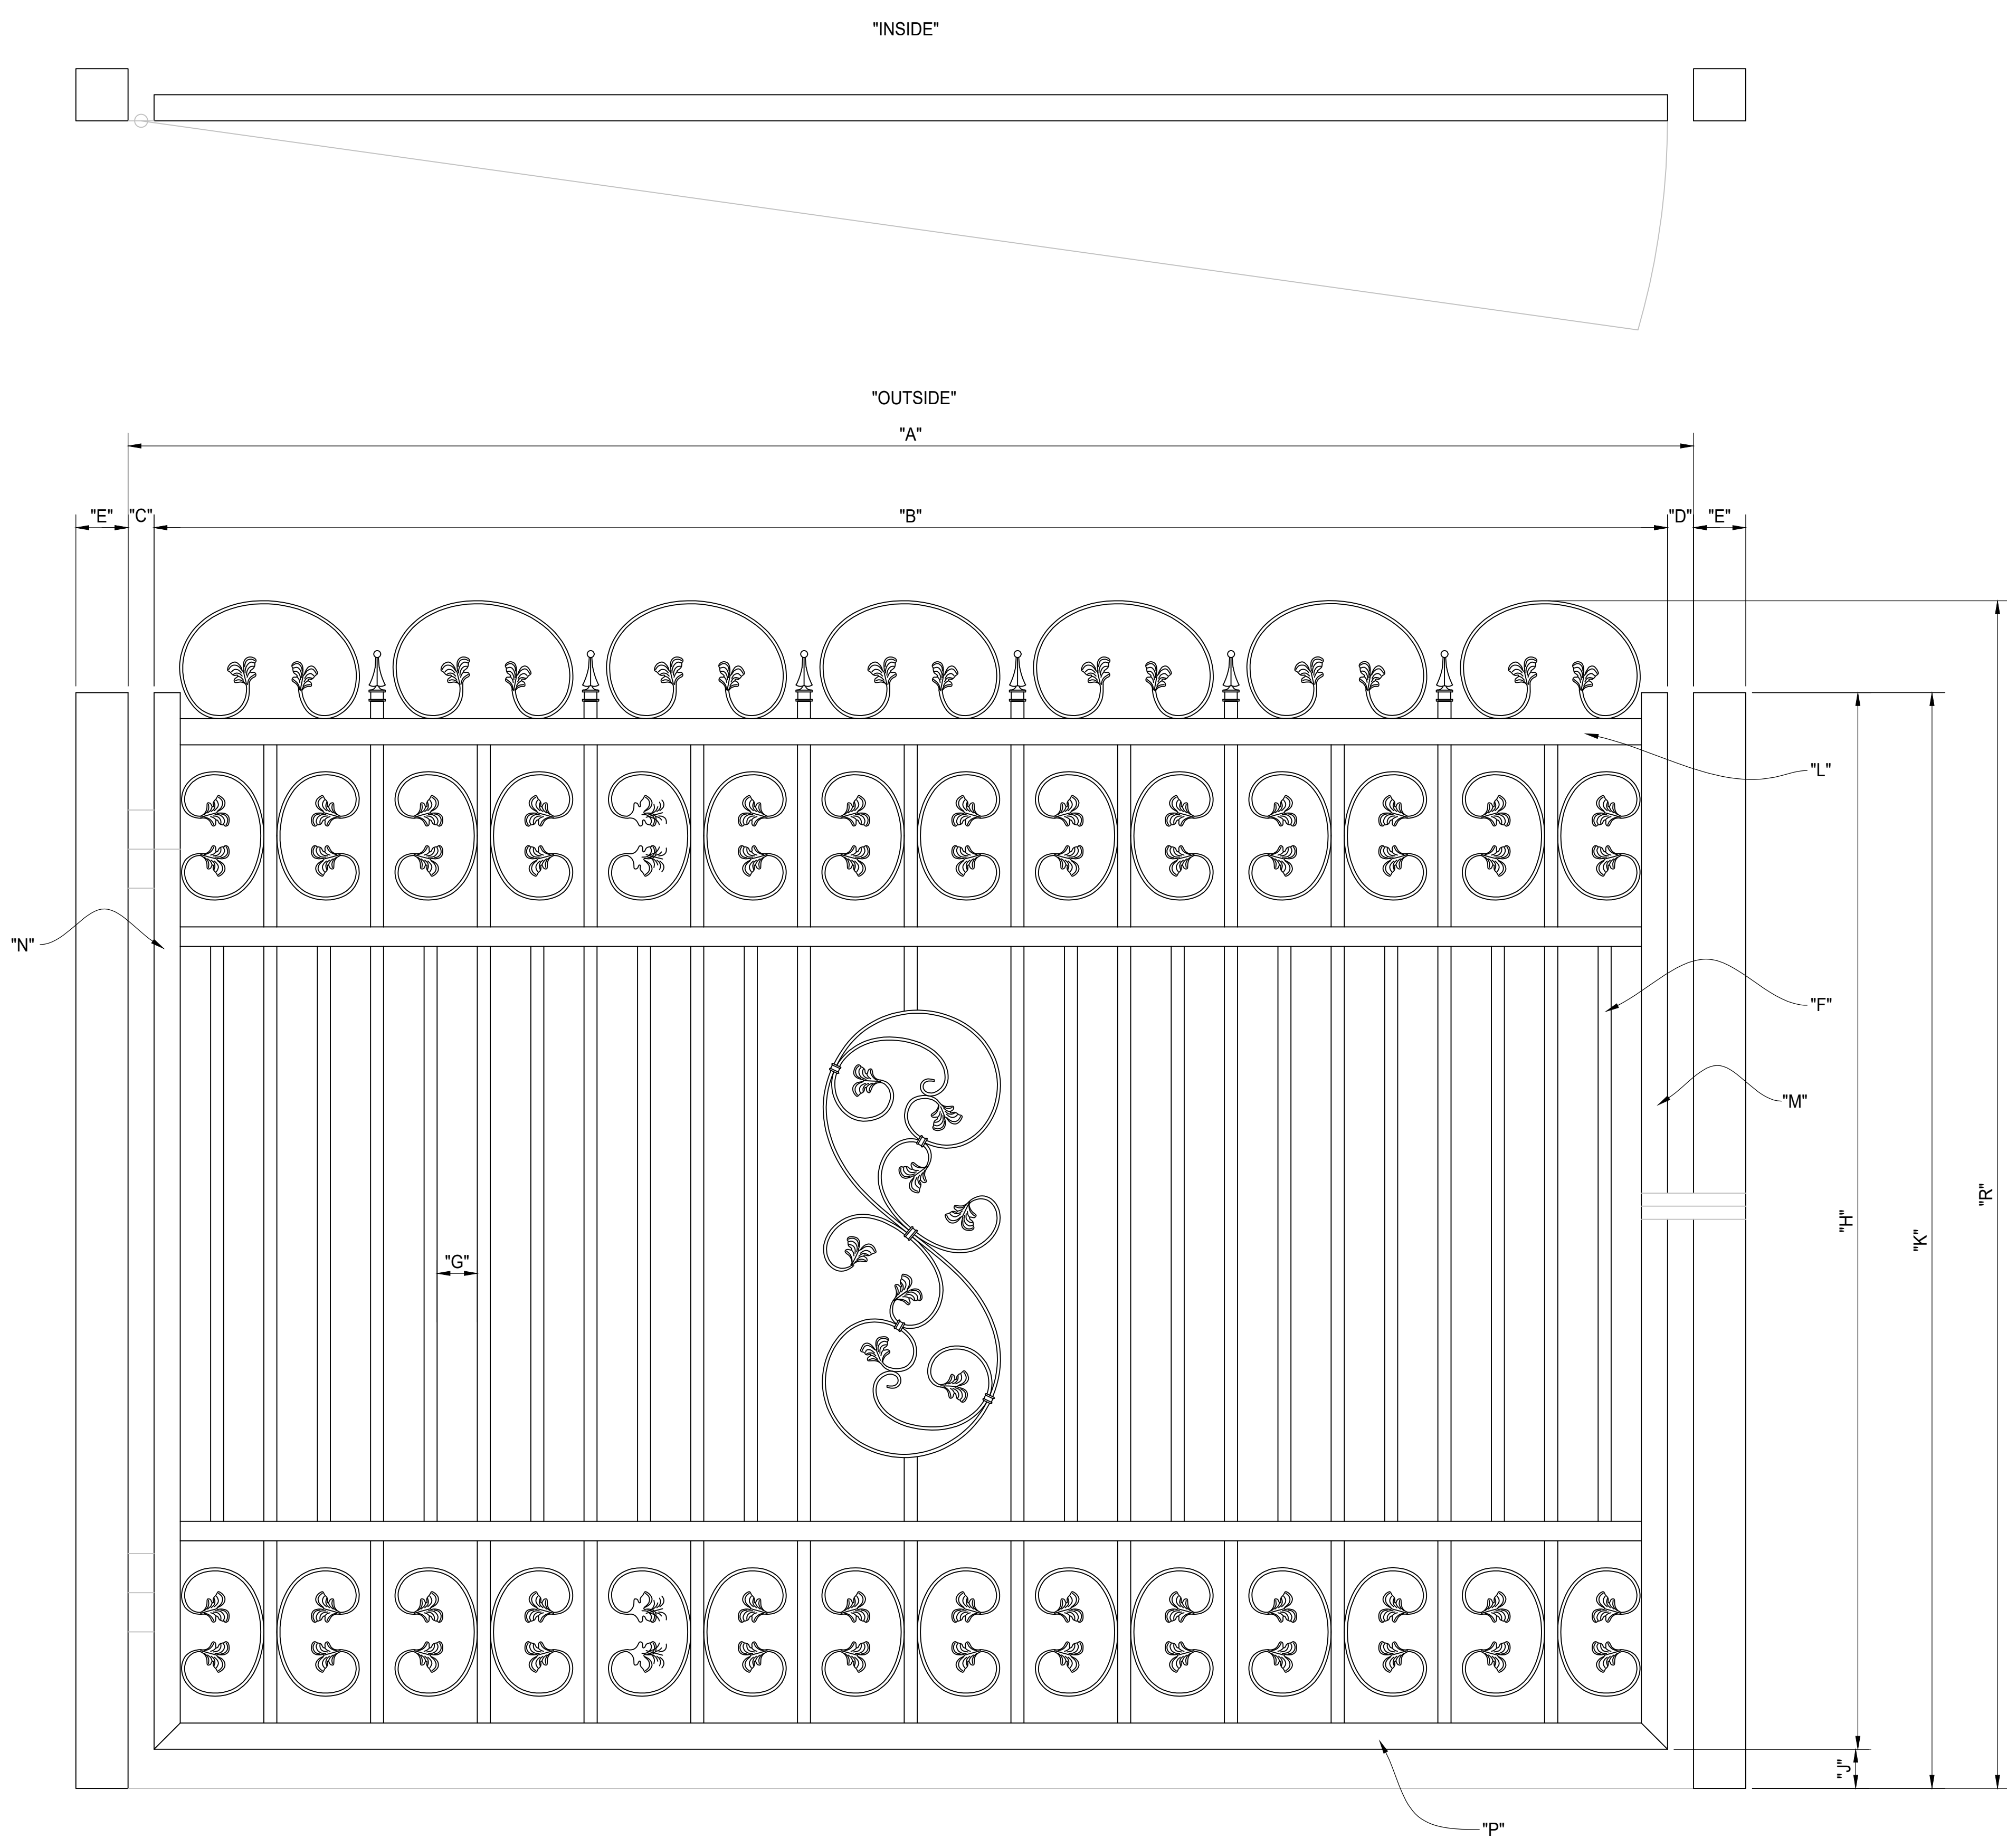 "INSIDE"
"OUTSIDE"
"A"
"E" "C" "B" "D" "E"
"L"
"N"
"F"
"M"
"R"
"H"
"K"
"G"
"J"
"P"